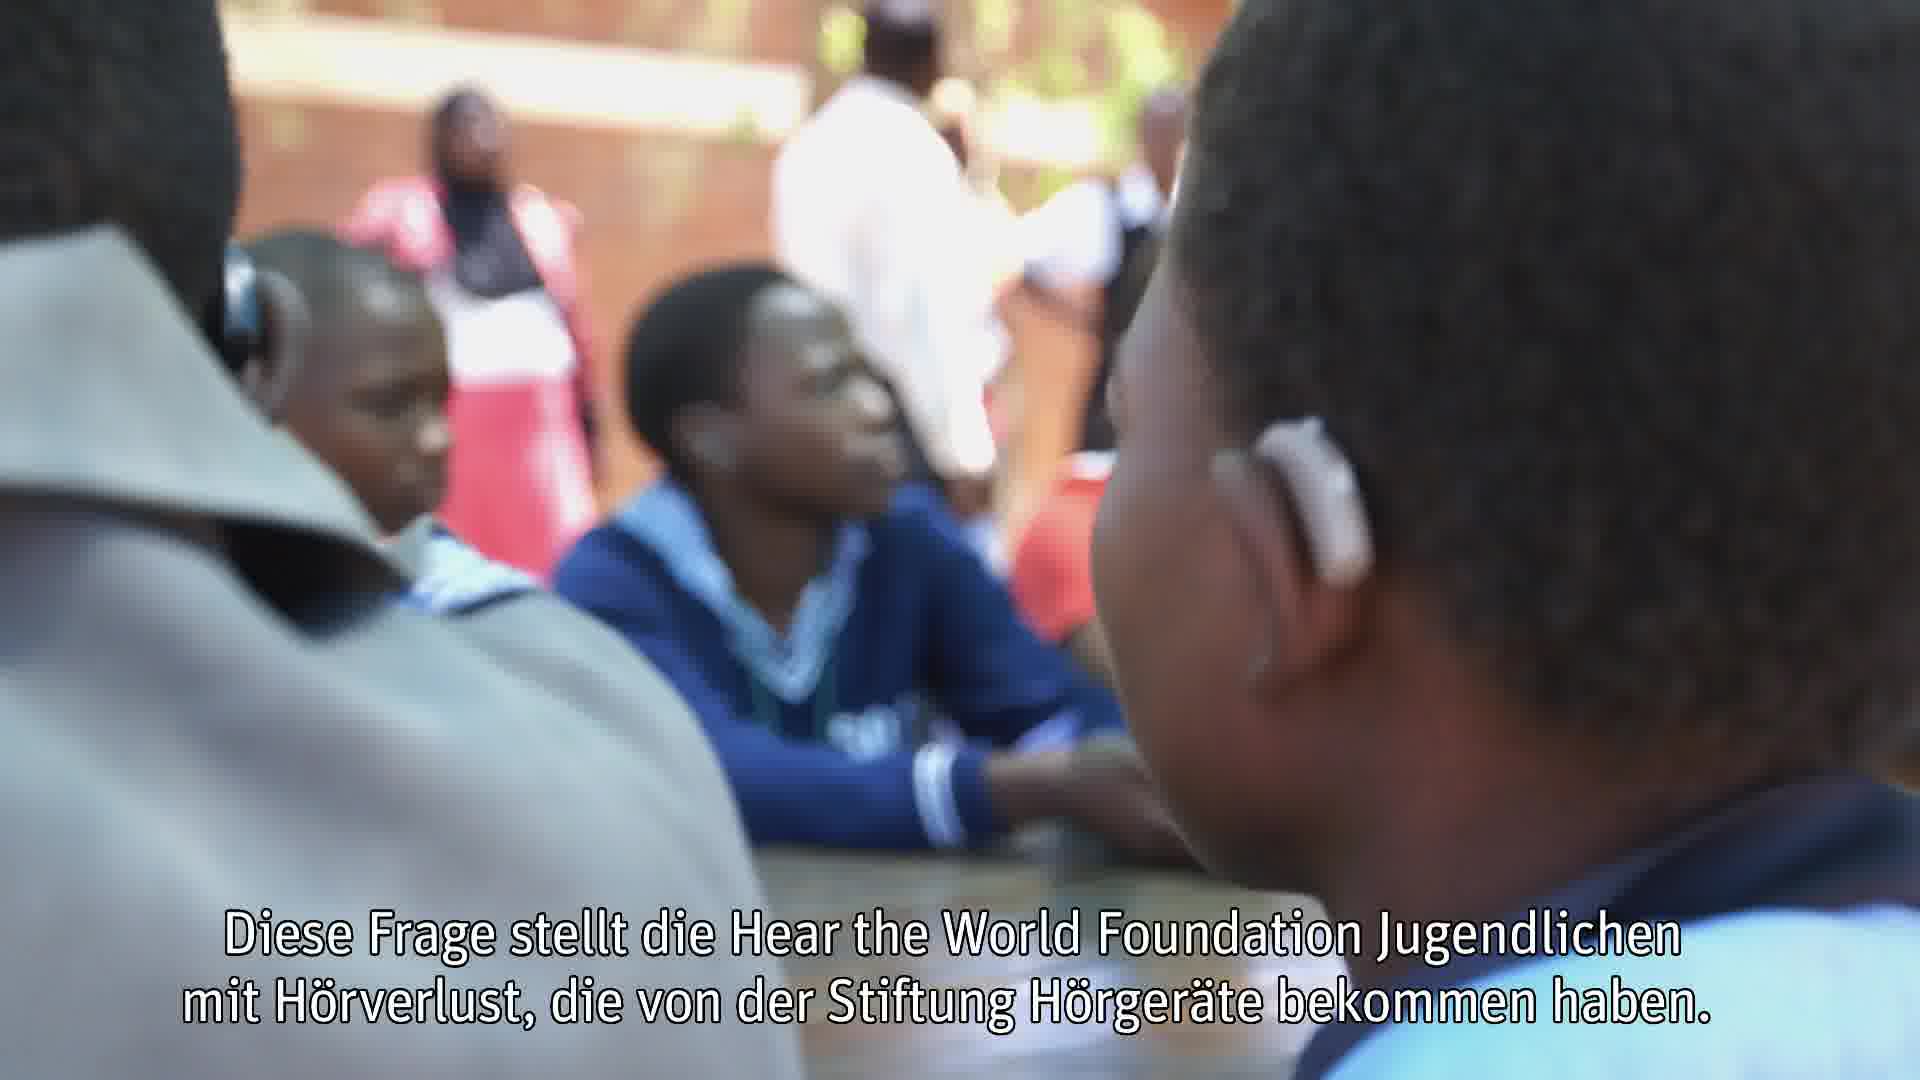 Diese Frage stellt die Hear the World Foundation Jugendlichen
mit Hörverlust, die von der Stiftung Hörgeräte bekommen haben.